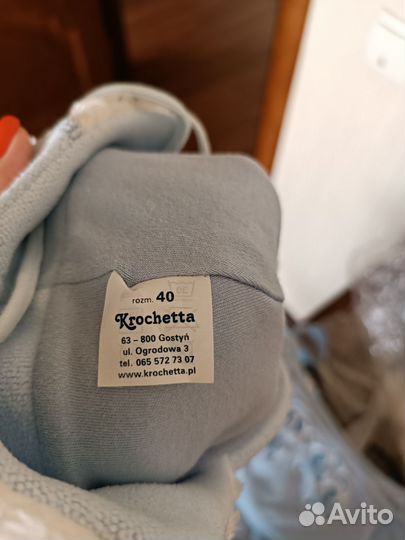 rozm. 40
Krochetta
63 – 800 Gostyń
ul. Ogrodowa 3
tel. 065 572 73 07
www.krochetta.pl
Avito